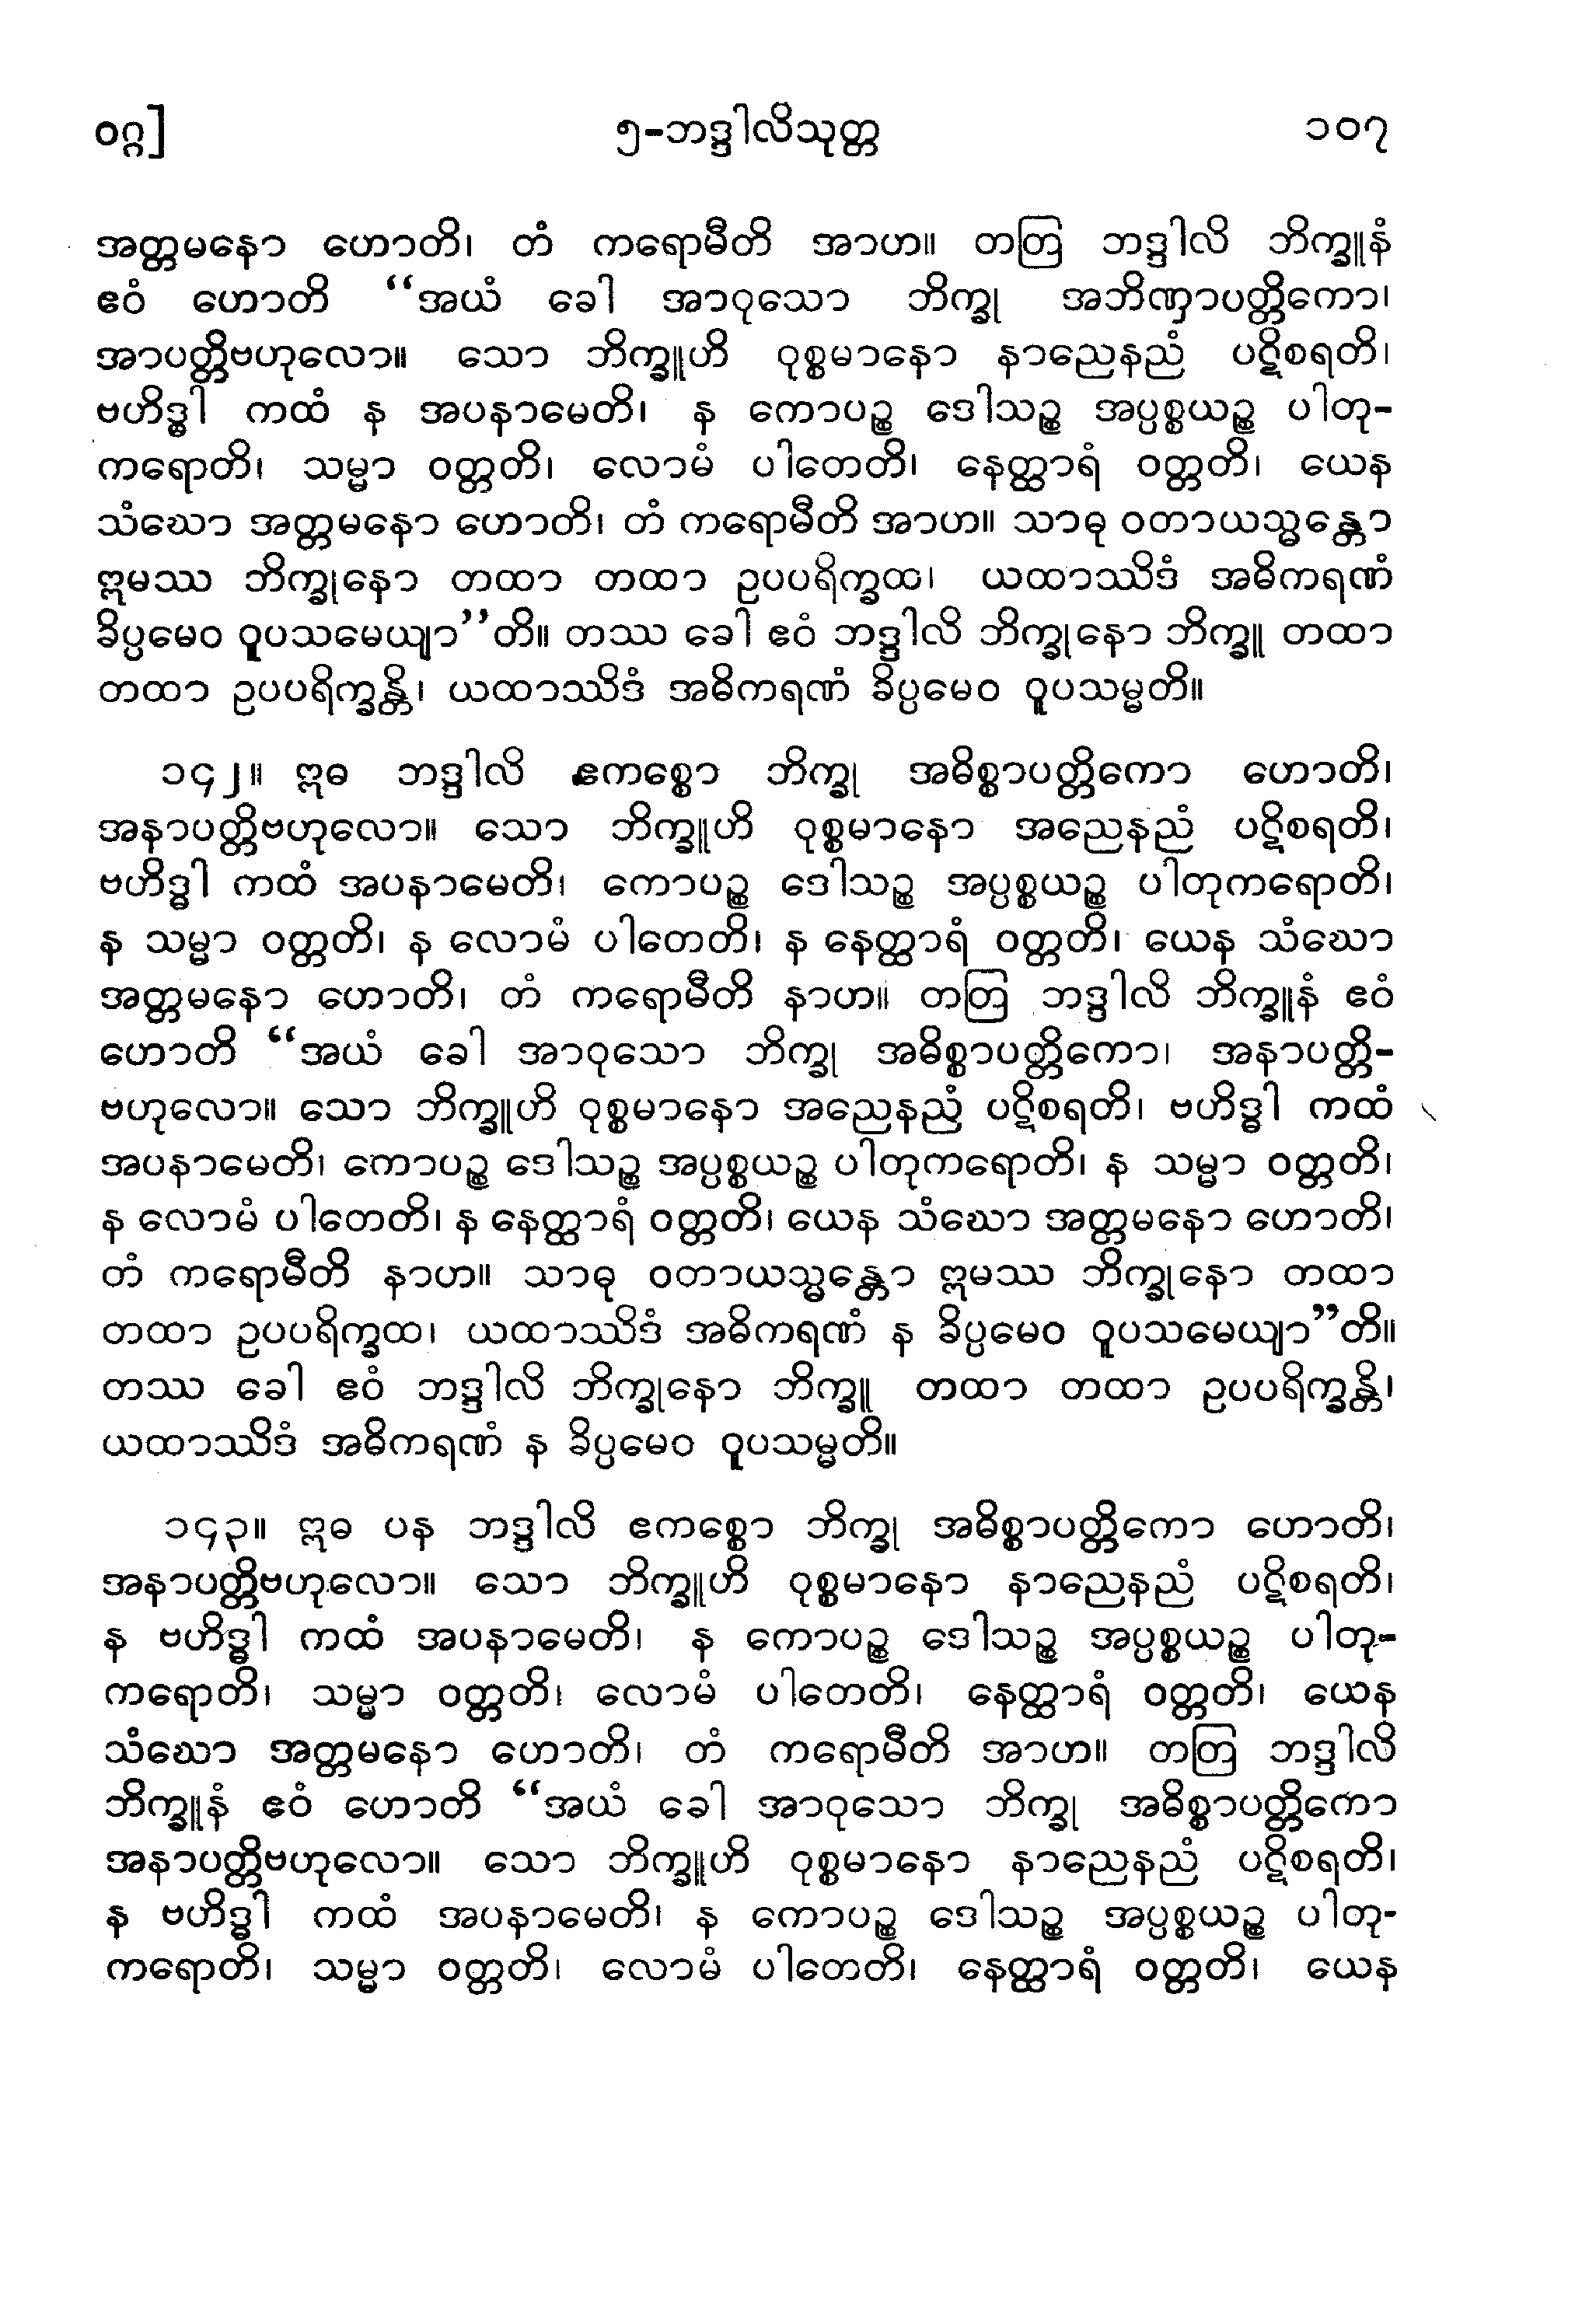 ဝဂ္ဂ] ၅-ဘဒ္ဒါလိသုတ္တ ၁၀၇
အတ္တမနော ဟောတိ၊ တံ ကရောမီတိ အာဟ။ တတြ ဘဒ္ဒါလိ ဘိက္ခူနံ
ဧဝံ ဟောတိ “အယံ ခေါ အာဝုသော ဘိက္ခု အဘိဏှာပတ္တိကော၊
အာပတ္တိဗဟုလော။ သော ဘိက္ခူဟိ ဝုစ္စမာနော နာညေနညံ ပဋိစရတိ၊
ဗဟိဒ္ဓါ ကထံ န အပနာမေတိ၊ န ကောပဉ္စ ဒေါသဉ္စ အပ္ပစ္စယဉ္စ ပါတု-
ကရောတိ၊ သမ္မာ ဝတ္တတိ၊ လောမံ ပါတေတိ၊ နေတ္ထာရံ ဝတ္တတိ၊ ယေန
သံဃော အတ္တမနော ဟောတိ၊ တံ ကရောမီတိ အာဟ။ သာဓု ဝတာယသ္မန္တော
ဣမဿ ဘိက္ခုနော တထာ တထာ ဥပပရိက္ခထ၊ ယထာဿိဒံ အဓိကရဏံ
ခိပ္ပမေဝ ဝူပသမေယျာ”တိ။ တဿ ခေါ ဧဝံ ဘဒ္ဒါလိ ဘိက္ခုနော ဘိက္ခူ တထာ
တထာ ဥပပရိက္ခန္တိ၊ ယထာဿိဒံ အဓိကရဏံ ခိပ္ပမေဝ ဝူပသမ္မတိ။
၁၄၂။ ဣဓ ဘဒ္ဒါလိ ဧကစ္စော ဘိက္ခု အဓိစ္စာပတ္တိကော ဟောတိ၊
အနာပတ္တိဗဟုလော။ သော ဘိက္ခူဟိ ဝုစ္စမာနော အညေနညံ ပဋိစရတိ၊
ဗဟိဒ္ဓါ ကထံ အပနာမေတိ၊ ကောပဉ္စ ဒေါသဉ္စ အပ္ပစ္စယဉ္စ ပါတုကရောတိ၊
န သမ္မာ ဝတ္တတိ၊ န လောမံ ပါတေတိ၊ န နေတ္ထာရံ ဝတ္တတိ၊ ယေန သံဃော
အတ္တမနော ဟောတိ၊ တံ ကရောမီတိ နာဟ။ တတြ ဘဒ္ဒါလိ ဘိက္ခူနံ ဧဝံ
ဟောတိ “အယံ ခေါ အာဝုသော ဘိက္ခု အဓိစ္စာပတ္တိကော၊ အနာပတ္တိ-
ဗဟုလော။ သော ဘိက္ခူဟိ ဝုစ္စမာနော အညေနညံ ပဋိစရတိ၊ ဗဟိဒ္ဓါ ကထံ
အပနာမေတိ၊ ကောပဉ္စ ဒေါသဉ္စ အပ္ပစ္စယဉ္စ ပါတုကရောတိ၊ န သမ္မာ ဝတ္တတိ၊
န လောမံ ပါတေတိ၊ န နေတ္ထာရံ ဝတ္တတိ၊ ယေန သံဃော အတ္တမနော ဟောတိ၊
တံ ကရောမီတိ နာဟ။ သာဓု ဝတာယသ္မန္တော ဣမဿ ဘိက္ခုနော တထာ
တထာ ဥပပရိက္ခထ၊ ယထာဿိဒံ အဓိကရဏံ န ခိပ္ပမေဝ ဝူပသမေယျာ”တိ။
တဿ ခေါ ဧဝံ ဘဒ္ဒါလိ ဘိက္ခုနော ဘိက္ခူ တထာ တထာ ဥပပရိက္ခန္တိ၊
ယထာဿိဒံ အဓိကရဏံ န ခိပ္ပမေဝ ဝူပသမ္မတိ။
၁၄၃။ ဣဓ ပန ဘဒ္ဒါလိ ဧကစ္စော ဘိက္ခု အဓိစ္စာပတ္တိကော ဟောတိ၊
အနာပတ္တိဗဟုလော။ သော ဘိက္ခူဟိ ဝုစ္စမာနော နာညေနညံ ပဋိစရတိ၊
န ဗဟိဒ္ဓါ ကထံ အပနာမေတိ၊ န ကောပဉ္စ ဒေါသဉ္စ အပ္ပစ္စယဉ္စ ပါတု-
ကရောတိ၊ သမ္မာ ဝတ္တတိ၊ လောမံ ပါတေတိ၊ နေတ္ထာရံ ဝတ္တတိ၊ ယေန
သံဃော အတ္တမနော ဟောတိ၊ တံ ကရောမီတိ အာဟ။ တတြ ဘဒ္ဒါလိ
ဘိက္ခူနံ ဧဝံ ဟောတိ “အယံ ခေါ အာဝုသော ဘိက္ခု အဓိစ္စာပတ္တိကော
အနာပတ္တိဗဟုလော။ သော ဘိက္ခူဟိ ဝုစ္စမာနော နာညေနညံ ပဋိစရတိ၊
န ဗဟိဒ္ဓါ ကထံ အပနာမေတိ၊ န ကောပဉ္စ ဒေါသဉ္စ အပ္ပစ္စယဉ္စ ပါတု-
ကရောတိ၊ သမ္မာ ဝတ္တတိ၊ လောမံ ပါတေတိ၊ နေတ္ထာရံ ဝတ္တတိ၊ ယေန